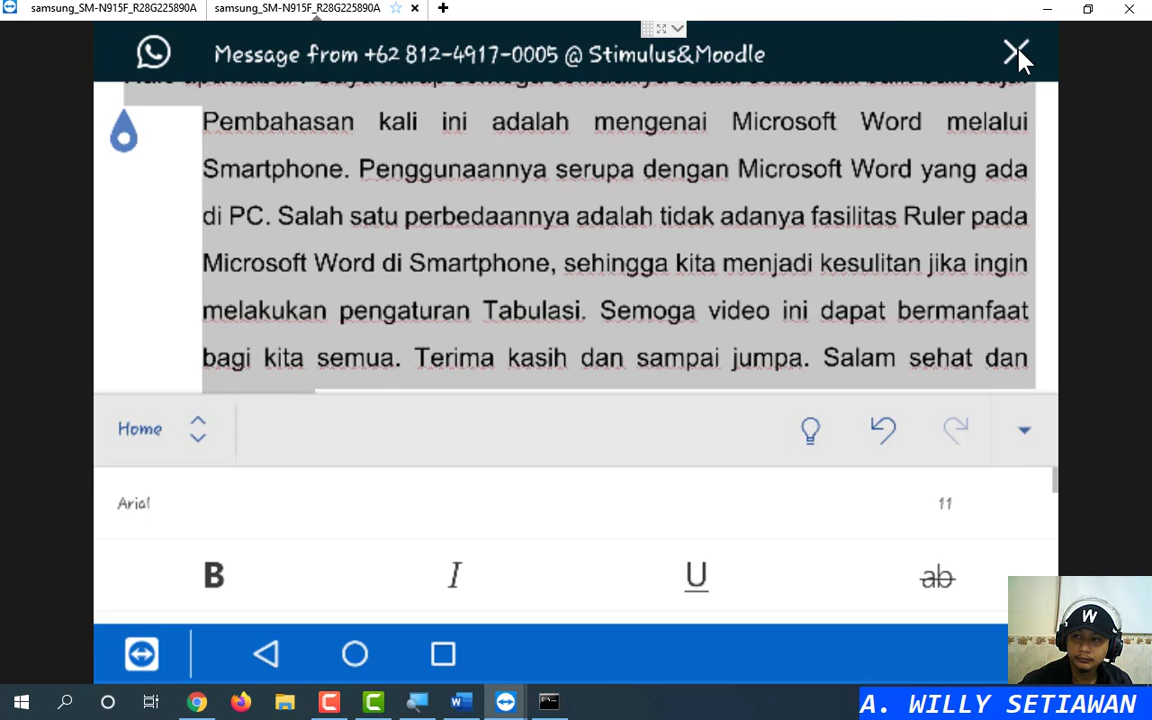 samsung_SM-N915F_R28G225890A samsung_SM-N915F_R28G225890A
Message from +62 812-4917-0005 @ Stimulus&Moodle
Pembahasan kali ini adalah mengenai Microsoft Word melalui
Smartphone. Penggunaannya serupa dengan Microsoft Word yang ada
di PC. Salah satu perbedaannya adalah tidak adanya fasilitas Ruler pada
Microsoft Word di Smartphone, sehingga kita menjadi kesulitan jika ingin
melakukan pengaturan Tabulasi. Semoga video ini dapat bermanfaat
bagi kita semua. Terima kasih dan sampai jumpa. Salam sehat dan
Home
Arial 11
B I U ab
W
A. WILLY SETIAWAN